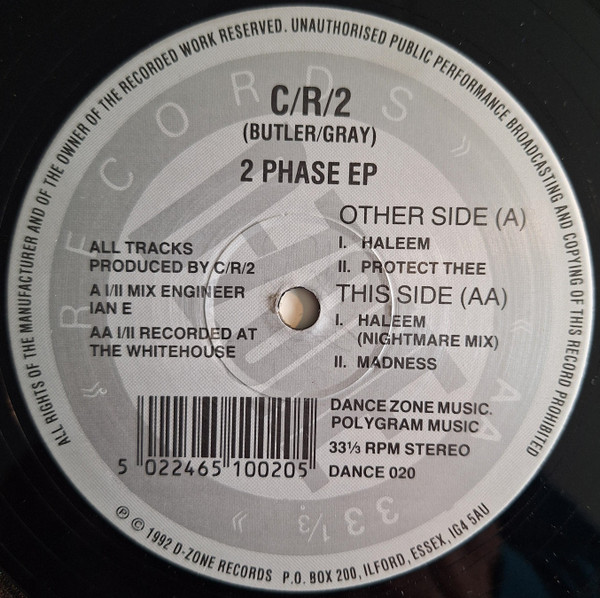 ALL RIGHTS OF THE MANUFACTURER AND OF THE OWNER OF THE RECORDED WORK RESERVED. UNAUTHORISED PUBLIC PERFORMANCE BROADCASTING AND COPYING OF THIS RECORD PROHIBITED
RECORDS
C/R/2
(BUTLER/GRAY)
2 PHASE EP
OTHER SIDE (A)
I. HALEEM
II. PROTECT THEE
THIS SIDE (AA)
I. HALEEM
(NIGHTMARE MIX)
II. MADNESS
ALL TRACKS
PRODUCED BY C/R/2
A I/II MIX ENGINEER
IAN E
AA I/II RECORDED AT
THE WHITEHOUSE
AA
DANCE ZONE MUSIC.
POLYGRAM MUSIC
33⅓ RPM STEREO
DANCE 020
5 022465 100205
33⅓
℗ © 1992 D-ZONE RECORDS P.O. BOX 200, ILFORD, ESSEX, IG4 5AU